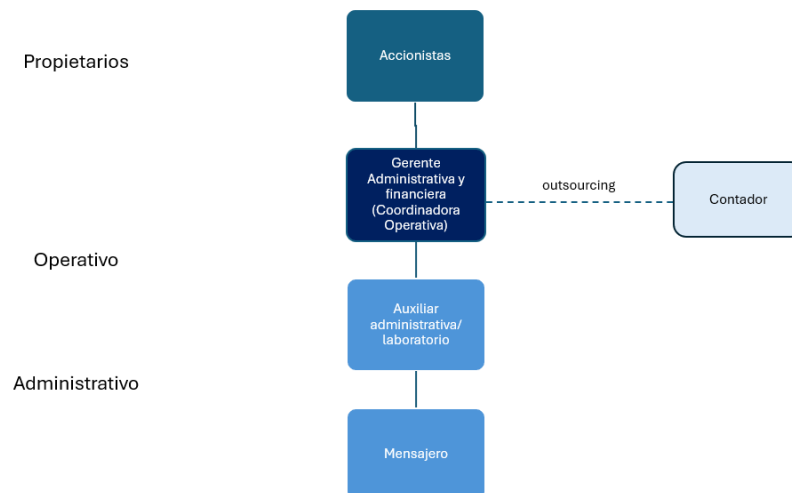 Propietarios
Accionistas
Gerente
Administrativa y
financiera
(Coordinadora
Operativa)
outsourcing
Contador
Operativo
Auxiliar
administrativa/
laboratorio
Administrativo
Mensajero